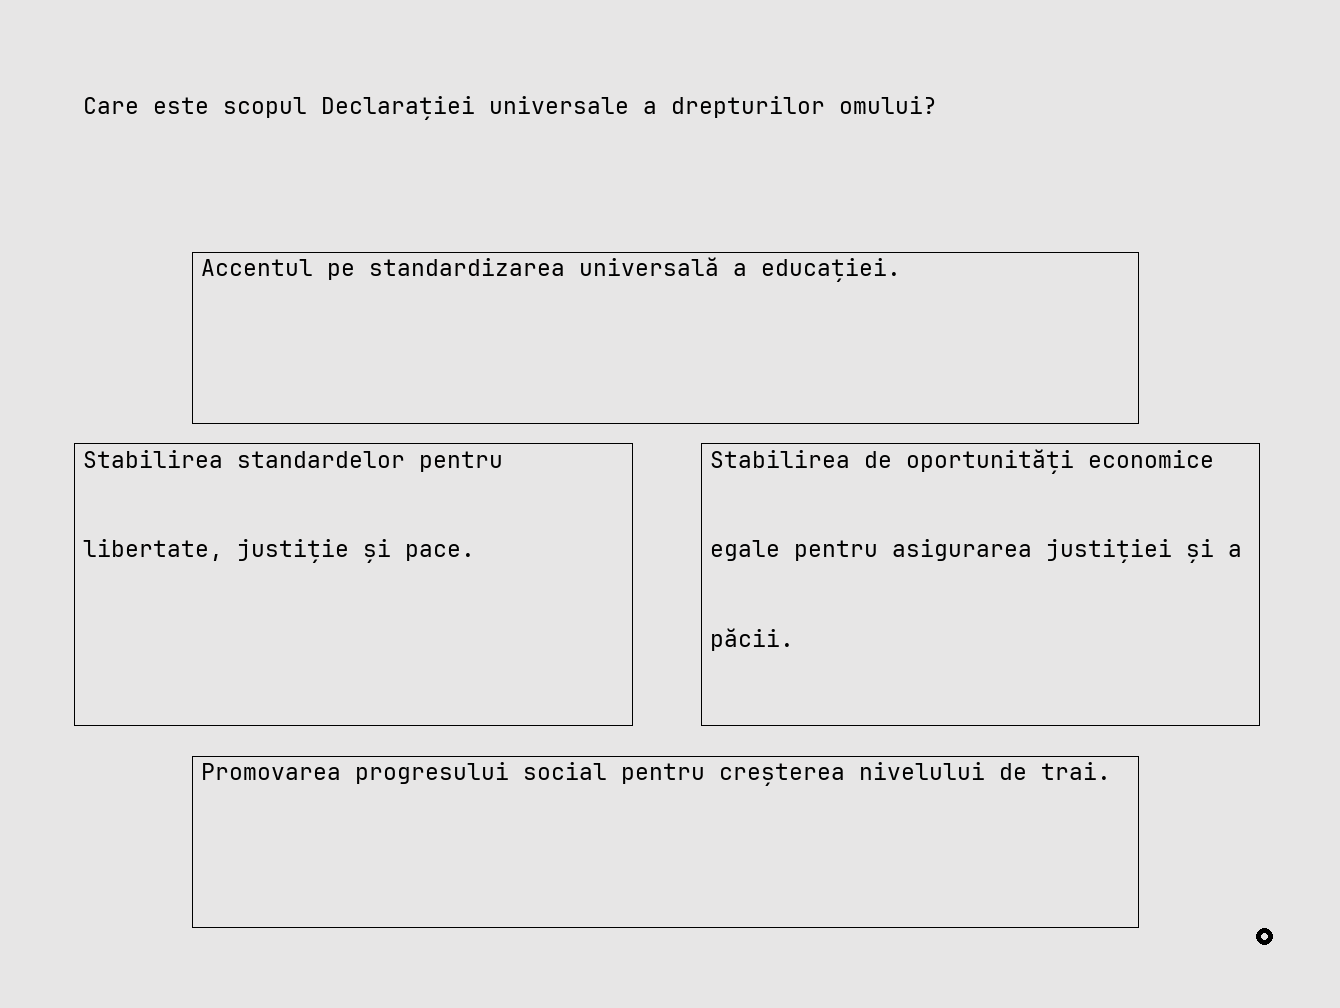 Care este scopul Declarației universale a drepturilor omului?
Accentul pe standardizarea universală a educației.
Stabilirea standardelor pentru
libertate, justiție și pace.
Stabilirea de oportunități economice
egale pentru asigurarea justiției și a
păcii.
Promovarea progresului social pentru creșterea nivelului de trai.